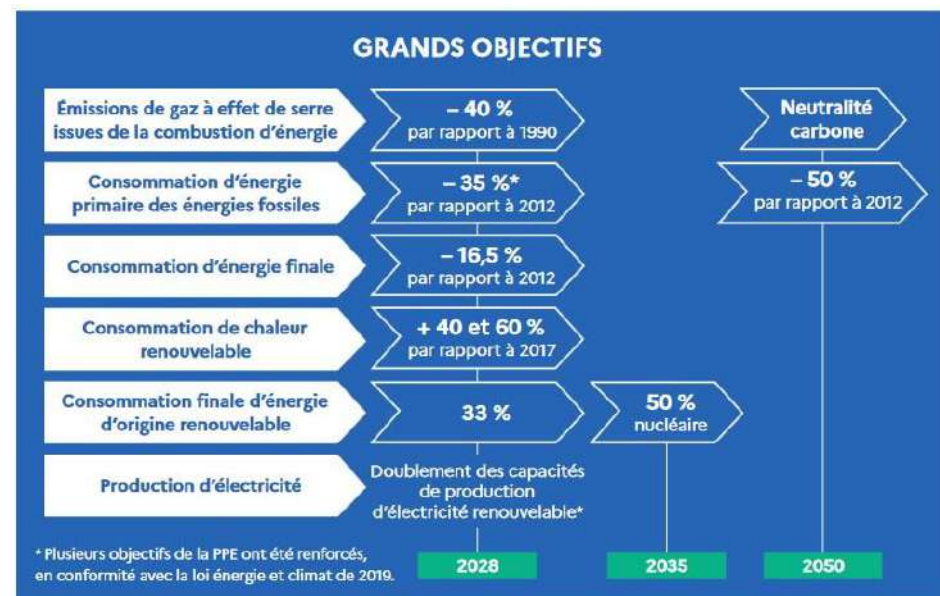 GRANDS OBJECTIFS
Émissions de gaz à effet de serre
issues de la combustion d'énergie
– 40 %
par rapport à 1990
Neutralité
carbone
Consommation d'énergie
primaire des énergies fossiles
– 35 %*
par rapport à 2012
– 50 %
par rapport à 2012
Consommation d'énergie finale
– 16,5 %
par rapport à 2012
Consommation de chaleur
renouvelable
+ 40 et 60 %
par rapport à 2017
Consommation finale d'énergie
d'origine renouvelable
33 %
50 %
nucléaire
Production d'électricité
Doublement des capacités
de production
d'électricité renouvelable*
* Plusieurs objectifs de la PPE ont été renforcés,
en conformité avec la loi énergie et climat de 2019.
2028
2035
2050